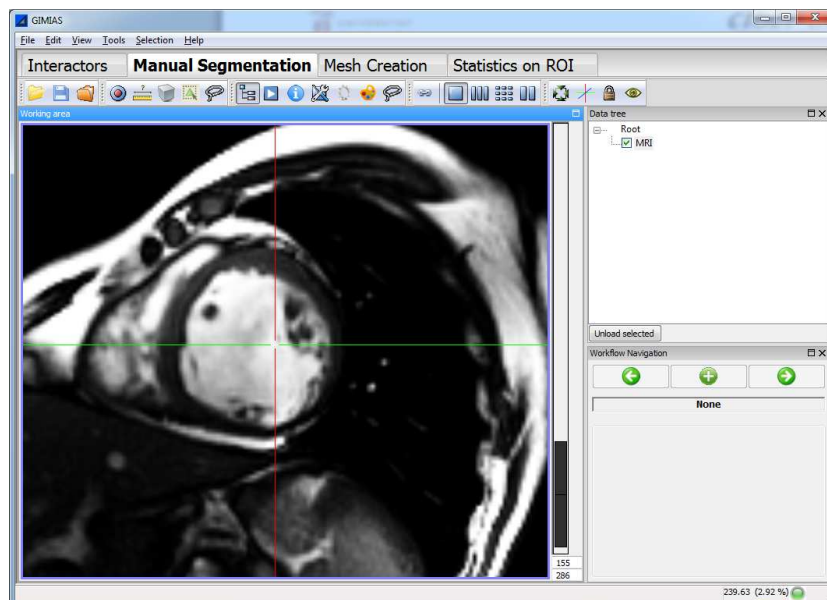 GIMIAS
File Edit View Tools Selection Help
Interactors Manual Segmentation Mesh Creation Statistics on ROI
Working area
Data tree
Root
MRI
Unload selected
Workflow Navigation
None
155
286
239.63 (2.92 %)